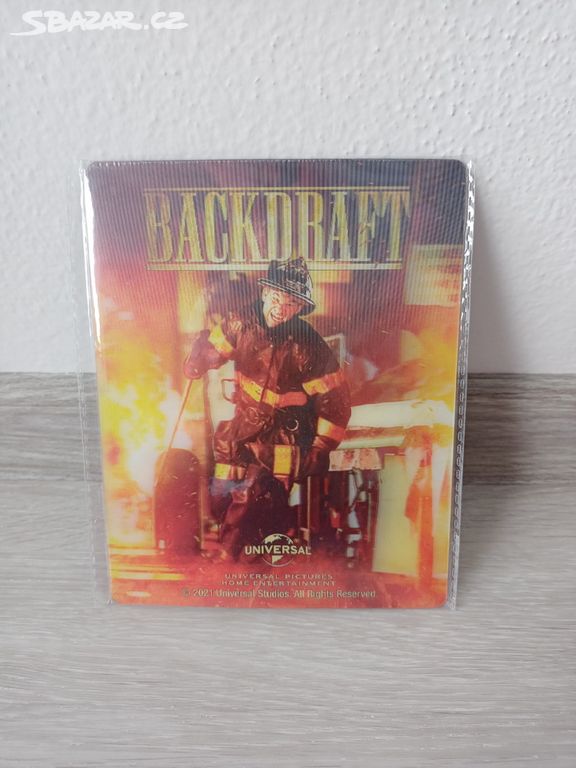 SBAZAR.CZ
BACKDRAFT
UNIVERSAL
UNIVERSAL PICTURES
HOME ENTERTAINMENT
© 2021 Universal Studios. All Rights Reserved.